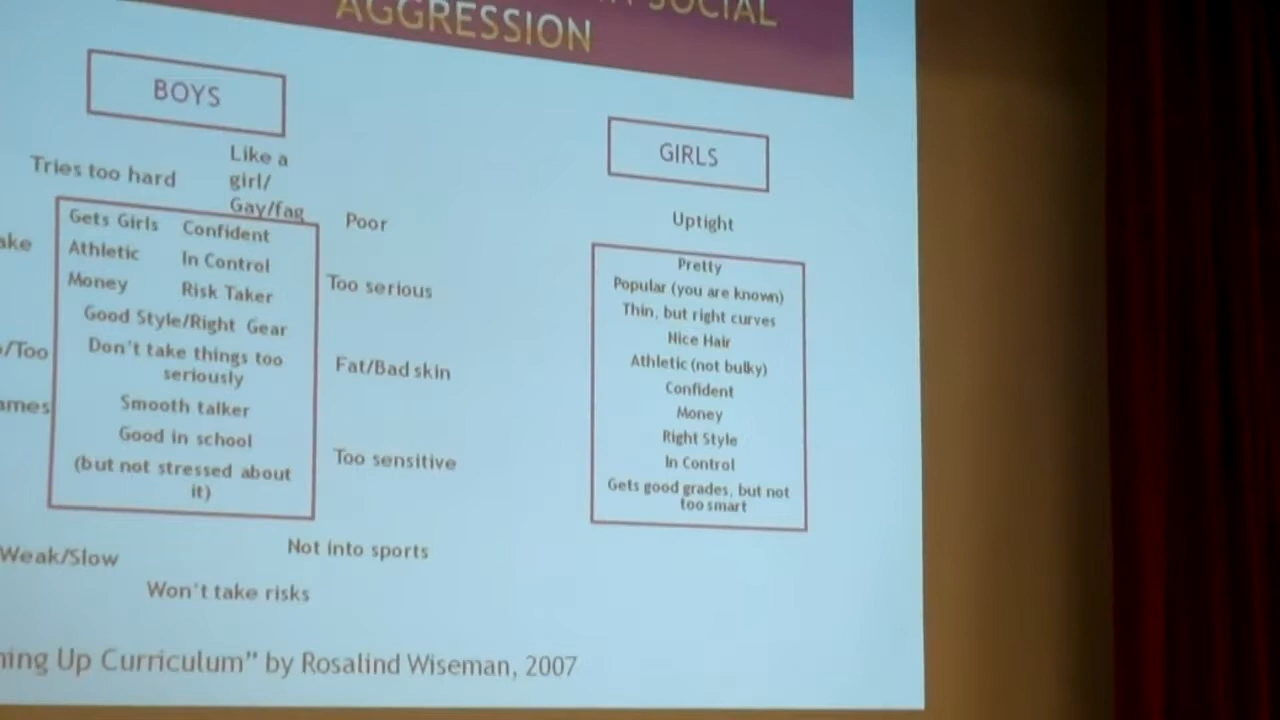 SOCIAL
AGGRESSION
BOYS
Tries too hard
Like a
girl/
Gay/fag
Poor
Gets Girls Confident
Athletic In Control
Money Risk Taker
Good Style/Right Gear
Don't take things too
seriously
Smooth talker
Good in school
(but not stressed about
it)
Too serious
Fat/Bad skin
Too sensitive
/Too
Weak/Slow
Not into sports
Won't take risks
GIRLS
Uptight
Pretty
Popular (you are known)
Thin, but right curves
Nice Hair
Athletic (not bulky)
Confident
Money
Right Style
In Control
Gets good grades, but not
too smart
Up Curriculum” by Rosalind Wiseman, 2007